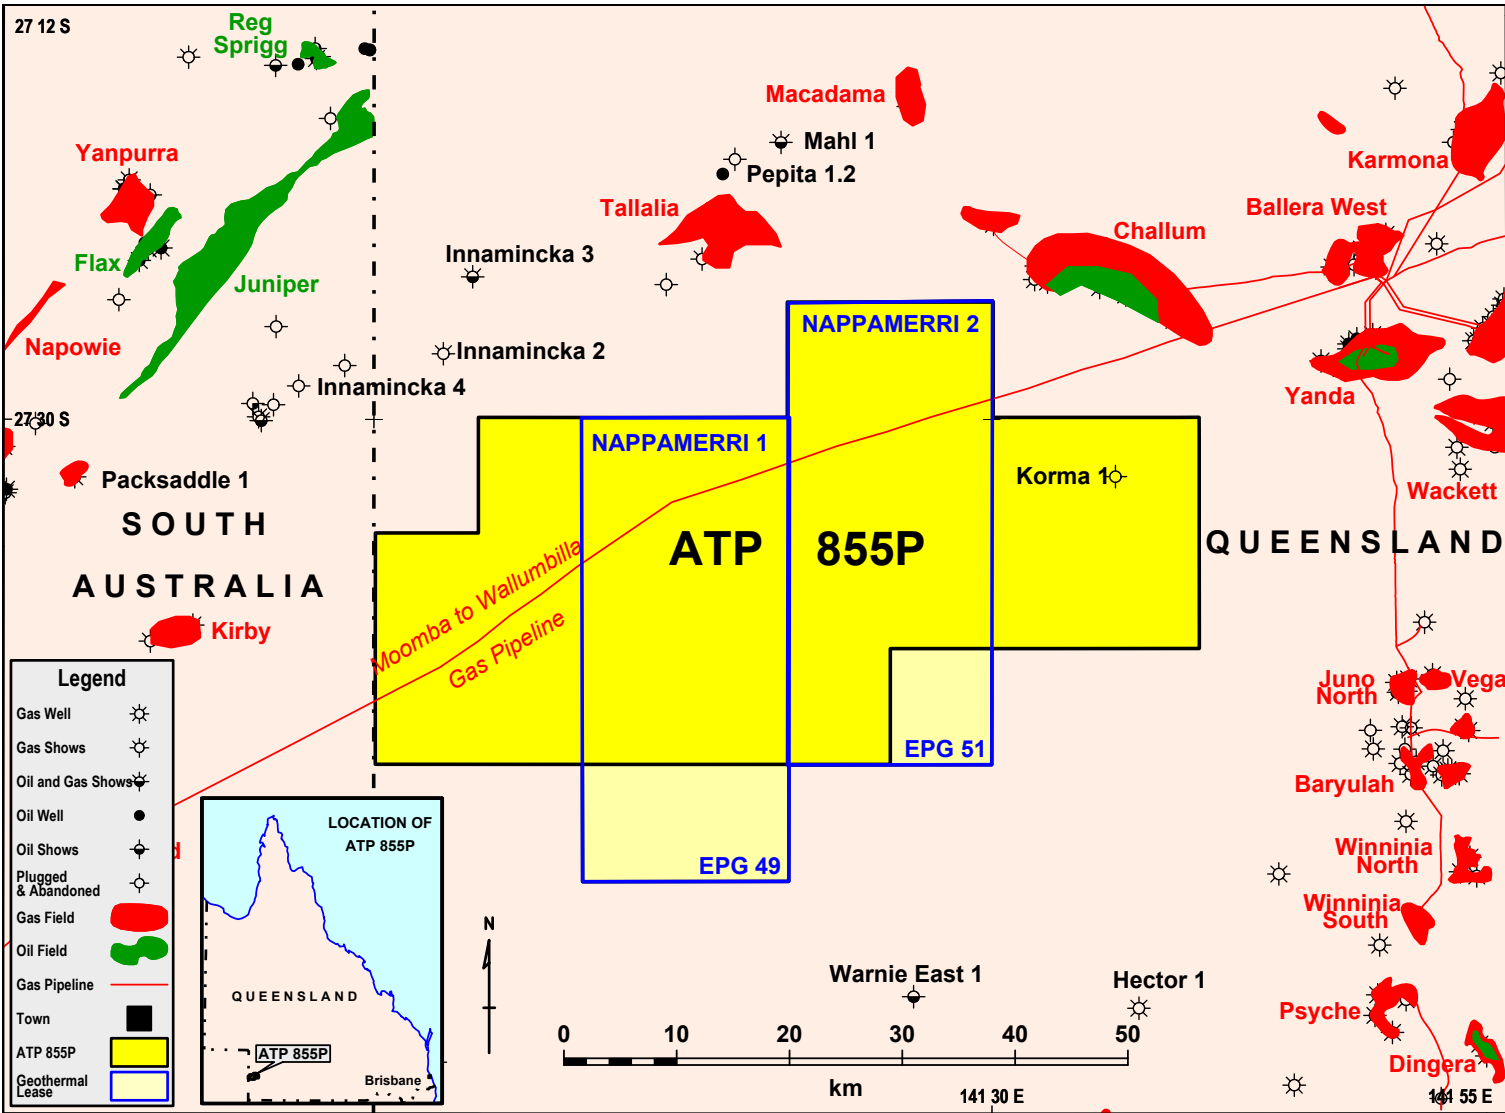 27 12 S
Reg
Sprigg
Macadama
Mahl 1
Yanpurra
Pepita 1.2
Karmona
Tallalia
Ballera West
Challum
Flax
Innamincka 3
Juniper
NAPPAMERRI 2
Napowie
Innamincka 2
Innamincka 4
Yanda
27 30 S
NAPPAMERRI 1
Packsaddle 1
Korma 1
Wackett
SOUTH
AUSTRALIA
ATP 855P
QUEENSLAND
Moomba to Wallumbilla
Gas Pipeline
Kirby
Juno
North
Vega
EPG 51
Baryulah
EPG 49
Winninia
North
Winninia
South
Warnie East 1
Hector 1
Psyche
Dingera
Legend
Gas Well
Gas Shows
Oil and Gas Shows
Oil Well
Oil Shows
Plugged
& Abandoned
Gas Field
Oil Field
Gas Pipeline
Town
ATP 855P
Geothermal
Lease
LOCATION OF
ATP 855P
QUEENSLAND
ATP 855P
Brisbane
N
0 10 20 30 40 50
km
141 30 E
141 55 E